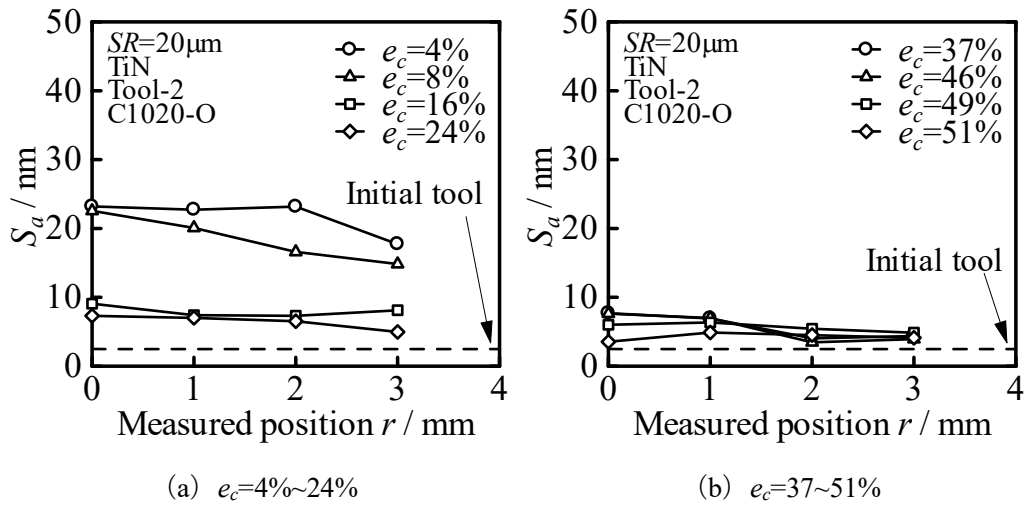 50
40
30
20
10
0
S_a / nm
SR=20μm
TiN
Tool-2
C1020-O
e_c=4%
e_c=8%
e_c=16%
e_c=24%
Initial tool
0 1 2 3 4
Measured position r / mm
(a) e_c=4%~24%
50
40
30
20
10
0
S_a / nm
SR=20μm
TiN
Tool-2
C1020-O
e_c=37%
e_c=46%
e_c=49%
e_c=51%
Initial tool
0 1 2 3 4
Measured position r / mm
(b) e_c=37~51%